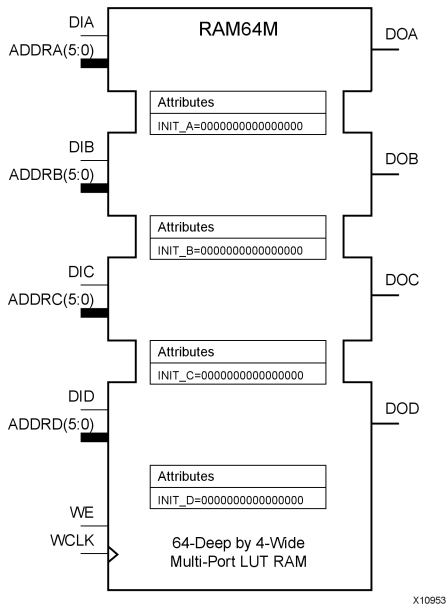 RAM64M
DIA
ADDRA(5:0)
DOA
Attributes
INIT_A=0000000000000000
DIB
ADDRB(5:0)
DOB
Attributes
INIT_B=0000000000000000
DIC
ADDRC(5:0)
DOC
Attributes
INIT_C=0000000000000000
DID
ADDRD(5:0)
DOD
Attributes
INIT_D=0000000000000000
WE
WCLK
64-Deep by 4-Wide
Multi-Port LUT RAM
X10953